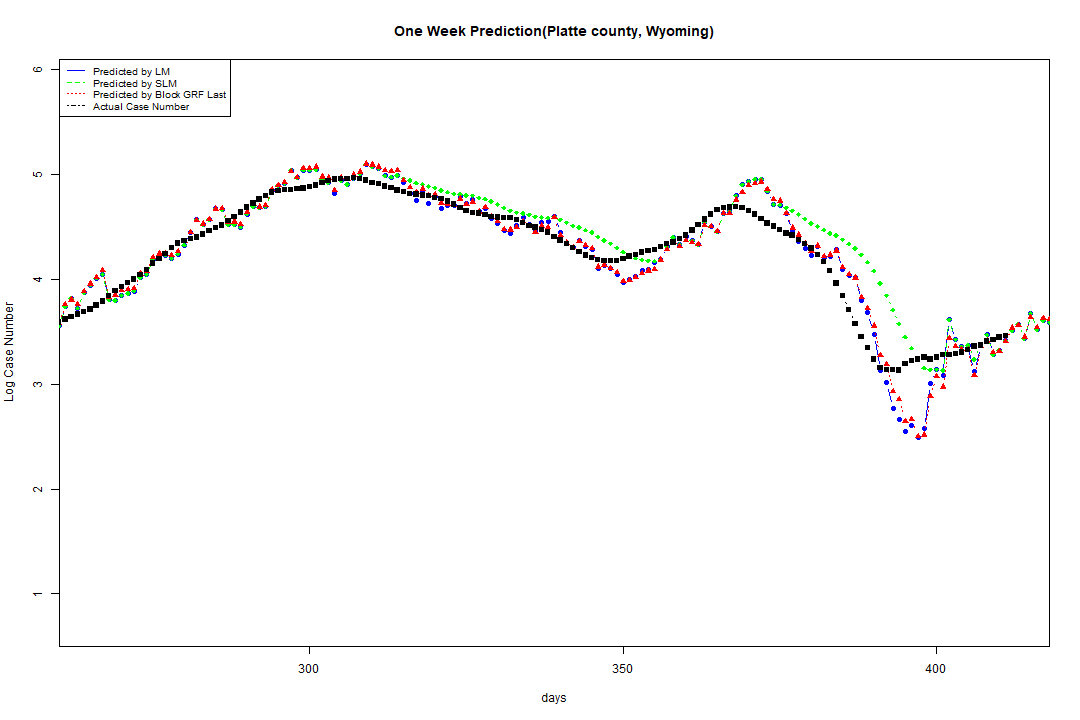 One Week Prediction(Platte county, Wyoming)
Predicted by LM
Predicted by SLM
Predicted by Block GRF Last
Actual Case Number
6
5
4
3
2
1
Log Case Number
300 350 400
days